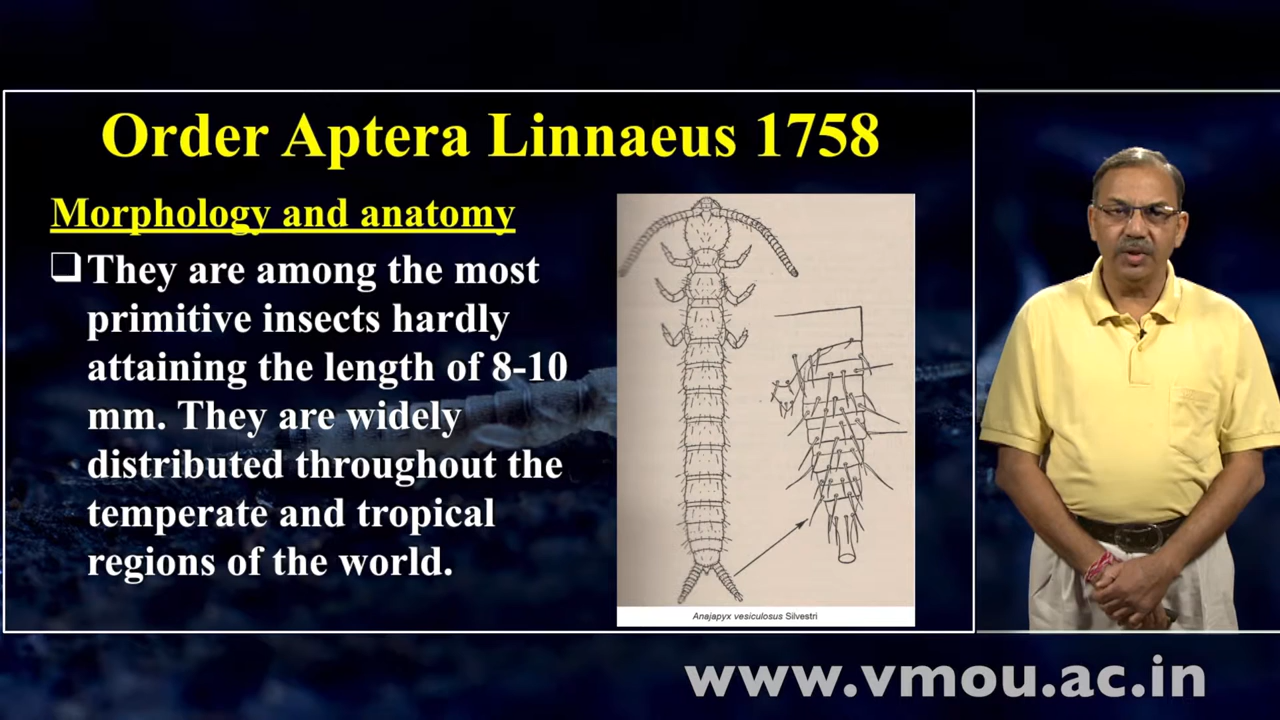 Order Aptera Linnaeus 1758
Morphology and anatomy
They are among the most
primitive insects hardly
attaining the length of 8-10
mm. They are widely
distributed throughout the
temperate and tropical
regions of the world.
Anajapyx vesiculosus Silvestri
www.vmou.ac.in